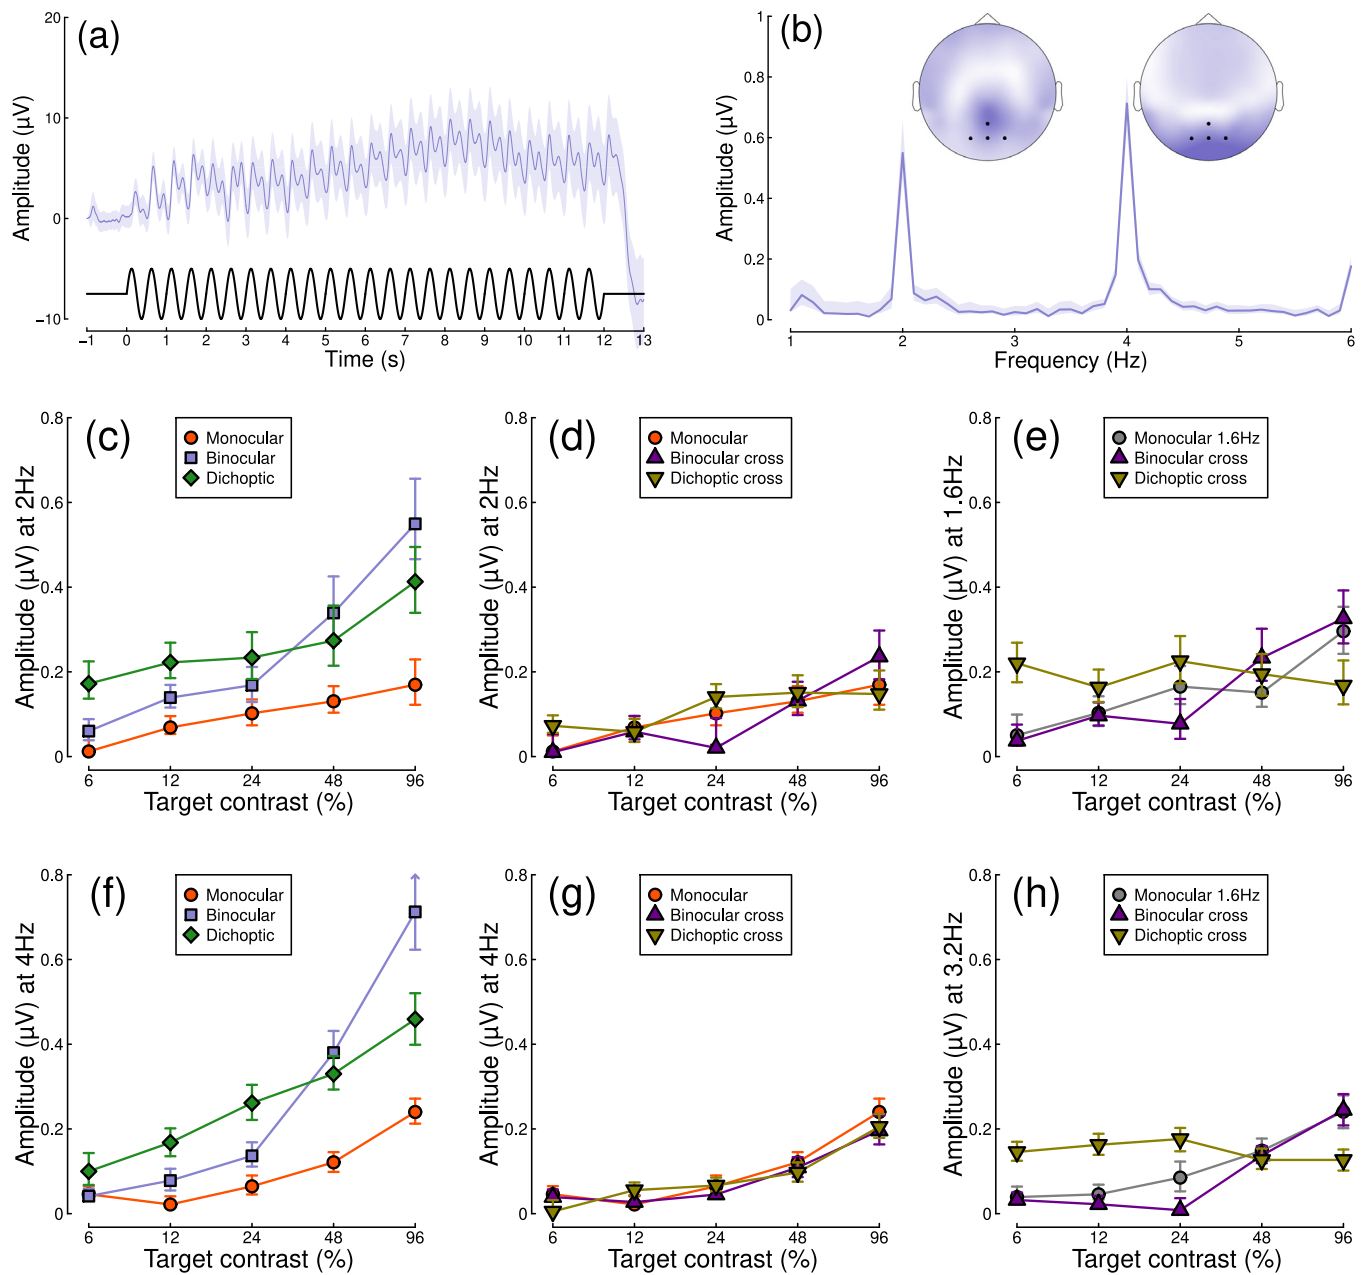 (a)
Amplitude (µV)
20
10
0
−10
−1 0 1 2 3 4 5 6 7 8 9 10 11 12 13
Time (s)
(b)
Amplitude (µV)
1
0.8
0.6
0.4
0.2
0
1 2 3 4 5 6
Frequency (Hz)
(c)
Monocular
Binocular
Dichoptic
Amplitude (µV) at 2Hz
0.8
0.6
0.4
0.2
0
6 12 24 48 96
Target contrast (%)
(d)
Monocular
Binocular cross
Dichoptic cross
Amplitude (µV) at 2Hz
0.8
0.6
0.4
0.2
0
6 12 24 48 96
Target contrast (%)
(e)
Monocular 1.6Hz
Binocular cross
Dichoptic cross
Amplitude (µV) at 1.6Hz
0.8
0.6
0.4
0.2
0
6 12 24 48 96
Target contrast (%)
(f)
Monocular
Binocular
Dichoptic
Amplitude (µV) at 4Hz
0.8
0.6
0.4
0.2
0
6 12 24 48 96
Target contrast (%)
(g)
Monocular
Binocular cross
Dichoptic cross
Amplitude (µV) at 4Hz
0.8
0.6
0.4
0.2
0
6 12 24 48 96
Target contrast (%)
(h)
Monocular 1.6Hz
Binocular cross
Dichoptic cross
Amplitude (µV) at 3.2Hz
0.8
0.6
0.4
0.2
0
6 12 24 48 96
Target contrast (%)